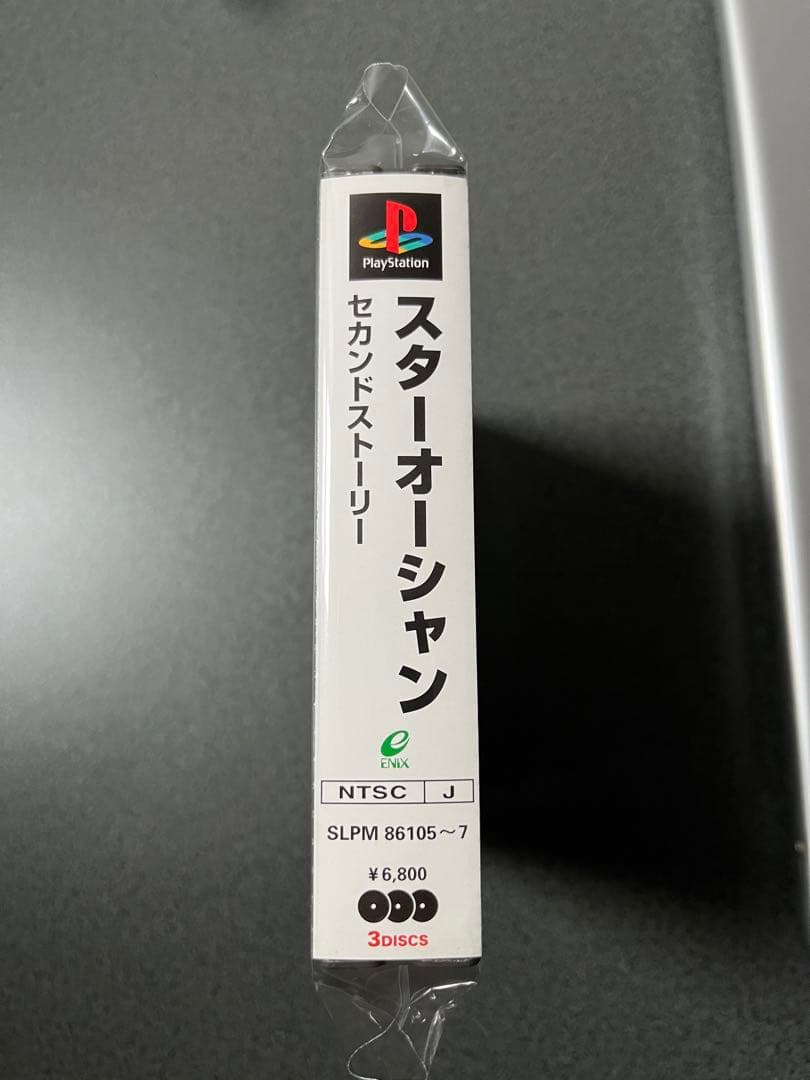 PlayStation
スターオーシャン
セカンドストーリー
ENIX
NTSC J
SLPM 86105～7
¥6,800
3DISCS